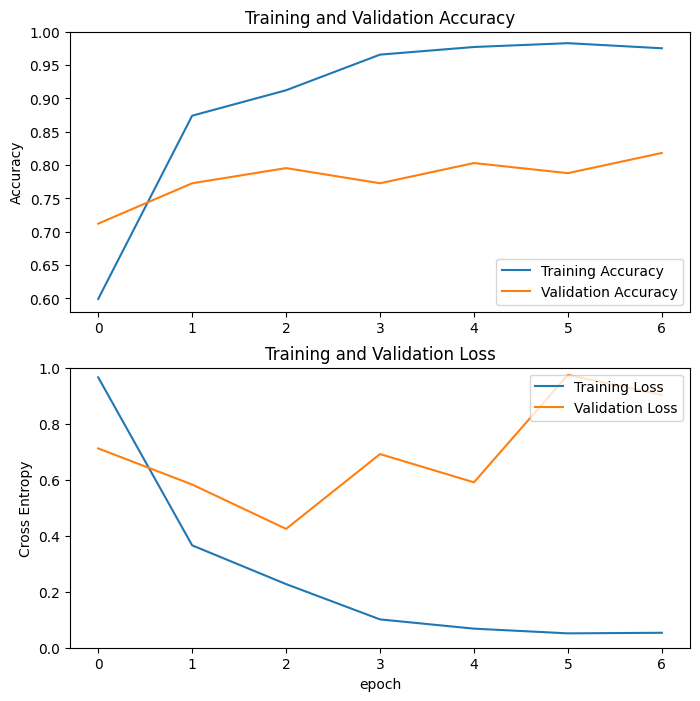 Training and Validation Accuracy
1.00
0.95
0.90
0.85
0.80
0.75
0.70
0.65
0.60
Accuracy
Training Accuracy
Validation Accuracy
0 1 2 3 4 5 6
Training and Validation Loss
1.0
0.8
0.6
0.4
0.2
0.0
Cross Entropy
Training Loss
Validation Loss
0 1 2 3 4 5 6
epoch